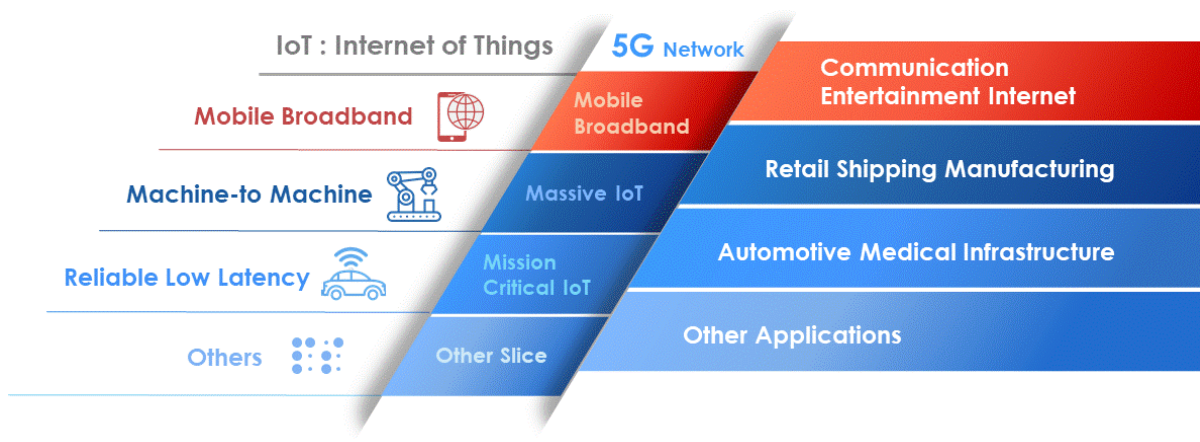 IoT : Internet of Things
5G Network
Communication
Entertainment Internet
Mobile Broadband
Mobile
Broadband
Retail Shipping Manufacturing
Machine-to Machine
Massive IoT
Automotive Medical Infrastructure
Reliable Low Latency
Mission
Critical IoT
Other Applications
Others
Other Slice